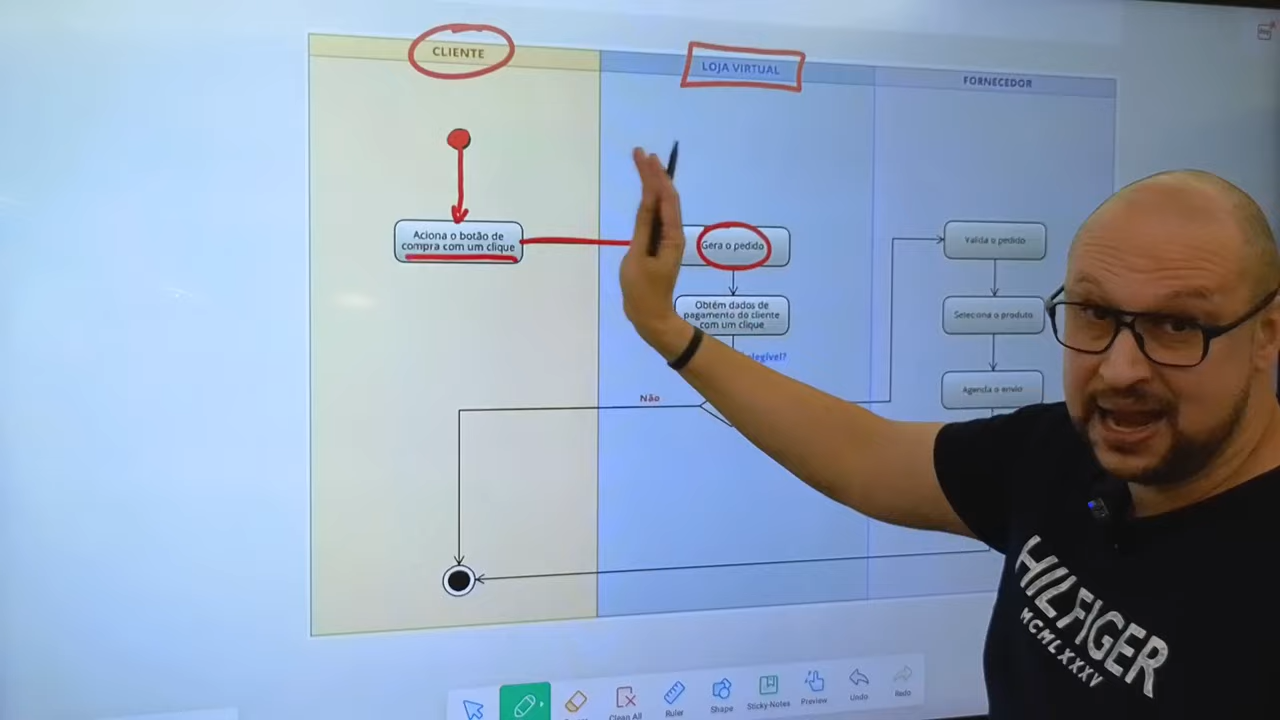 CLIENTE
LOJA VIRTUAL
FORNECEDOR
Aciona o botão de
compra com um clique
Gera o pedido
Valida o pedido
Obtém dados de
pagamento do cliente
com um clique
Seleciona o produto
elegível?
Agenda o envio
Não
HILFIGER
MCMLXXXV
Clean All
Ruler
Shape
Sticky-Notes
Preview
Undo
Redo